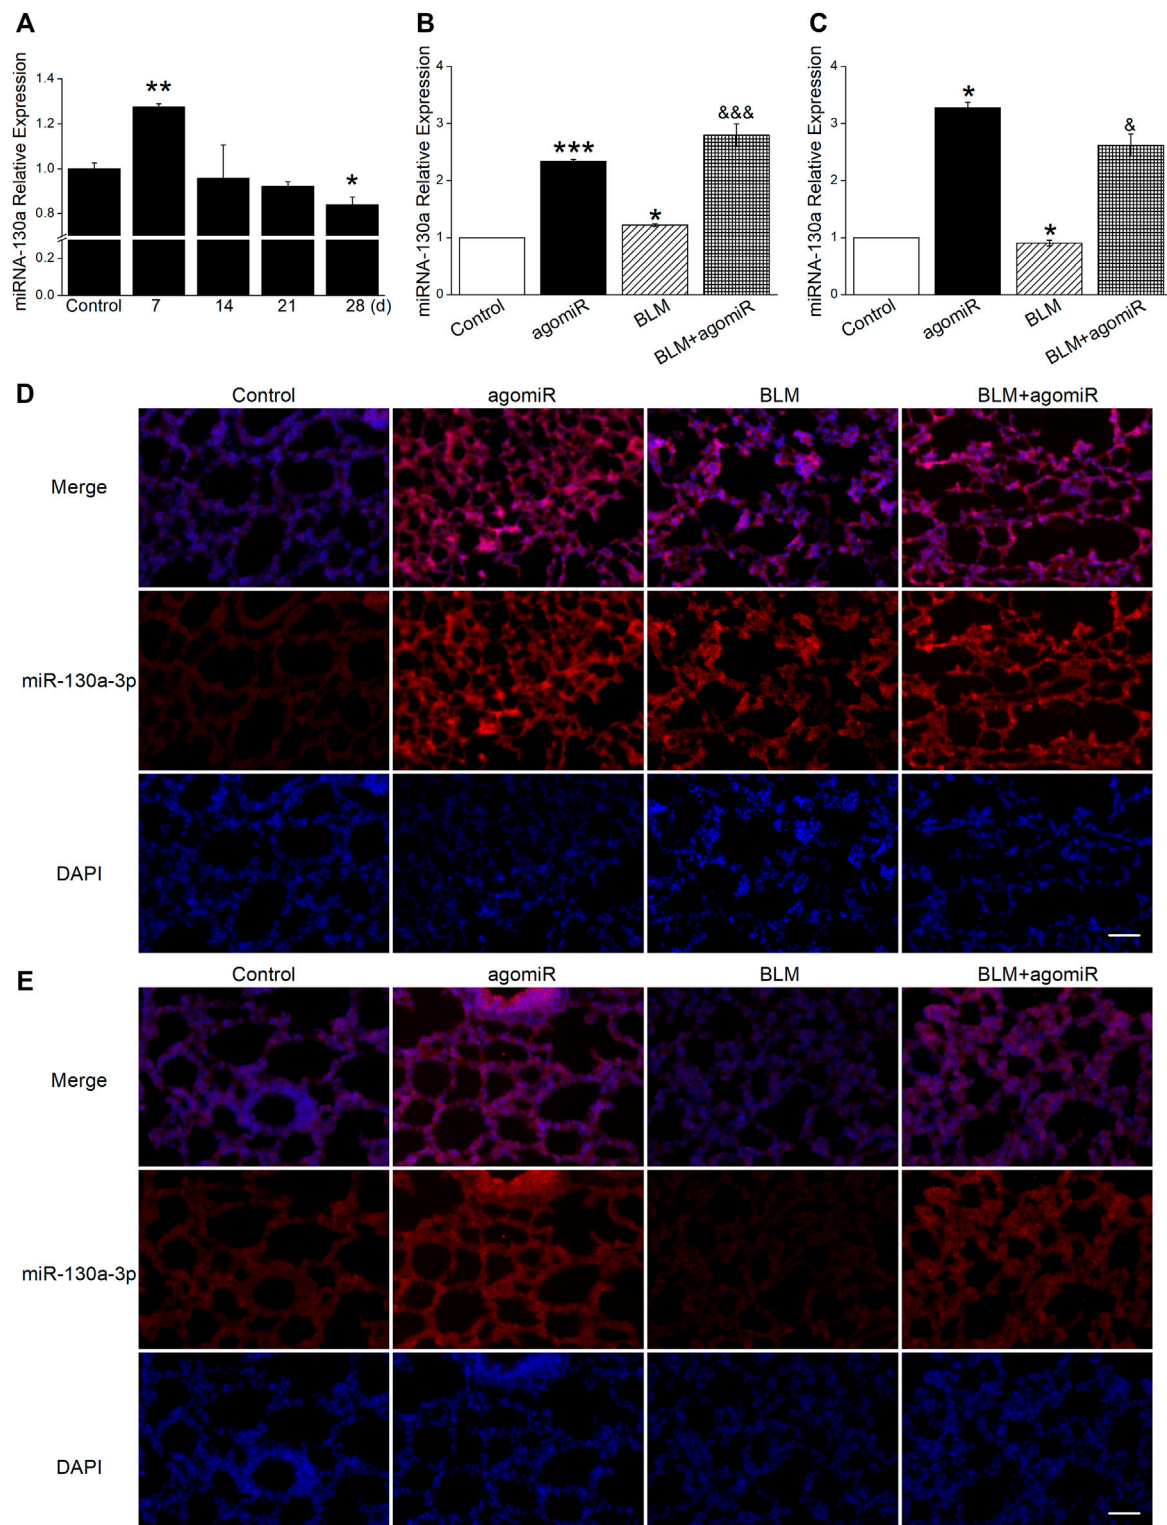 A
miRNA-130a Relative Expression
1.4
1.2
1.0
0.8
0.2
0.0
**
*
Control 7 14 21 28 (d)
B
miRNA-130a Relative Expression
4
3
2
1
0
***
*
&&&
Control agomiR BLM BLM+agomiR
C
miRNA-130a Relative Expression
4
3
2
1
0
*
*
&
Control agomiR BLM BLM+agomiR
D
Control agomiR BLM BLM+agomiR
Merge
miR-130a-3p
DAPI
E
Control agomiR BLM BLM+agomiR
Merge
miR-130a-3p
DAPI